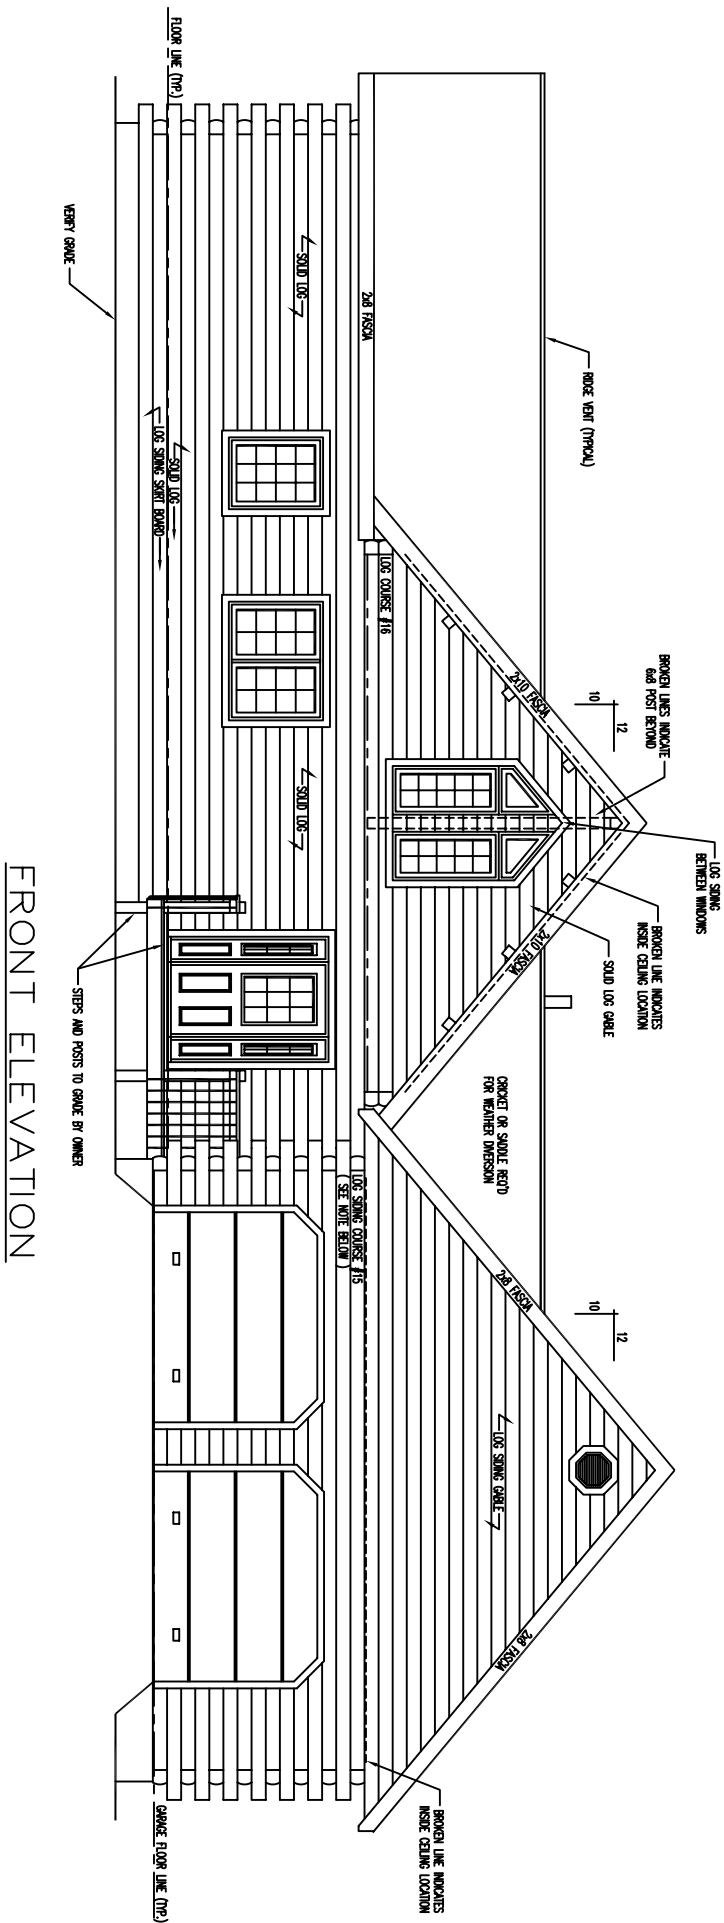 RIDGE VENT (TYPICAL)
BROKEN LINES INDICATE
6x8 POST BEYOND
LOG SIDING
BETWEEN WINDOWS
BROKEN LINE INDICATES
INSIDE CEILING LOCATION
SOLID LOG GABLE
10
12
2x10 FASCIA
2x10 FASCIA
CRICKET OR SADDLE REQ'D
FOR WEATHER DIVERSION
10
12
2x8 FASCIA
2x8 FASCIA
LOG SIDING GABLE
BROKEN LINE INDICATES
INSIDE CEILING LOCATION
2x8 FASCIA
LOG COURSE #16
LOG SIDING COURSE #15
(SEE NOTE BELOW)
SOLID LOG
SOLID LOG
FLOOR LINE (TYP.)
SOLID LOG
LOG SIDING SKIRT BOARD
GARAGE FLOOR LINE (TYP.)
VERIFY GRADE
STEPS AND POSTS TO GRADE BY OWNER
FRONT ELEVATION